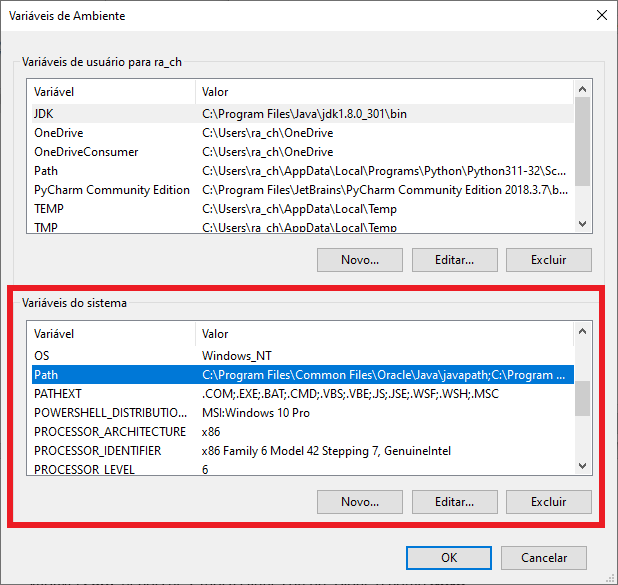 Variáveis de Ambiente
Variáveis de usuário para ra_ch
Variável Valor
JDK C:\Program Files\Java\jdk1.8.0_301\bin
OneDrive C:\Users\ra_ch\OneDrive
OneDriveConsumer C:\Users\ra_ch\OneDrive
Path C:\Users\ra_ch\AppData\Local\Programs\Python\Python311-32\Sc...
PyCharm Community Edition C:\Program Files\JetBrains\PyCharm Community Edition 2018.3.7\b...
TEMP C:\Users\ra_ch\AppData\Local\Temp
TMP C:\Users\ra_ch\AppData\Local\Temp
Novo... Editar... Excluir
Variáveis do sistema
Variável Valor
OS Windows_NT
Path C:\Program Files\Common Files\Oracle\Java\javapath;C:\Program ...
PATHEXT .COM;.EXE;.BAT;.CMD;.VBS;.VBE;.JS;.JSE;.WSF;.WSH;.MSC
POWERSHELL_DISTRIBUTIO... MSI:Windows 10 Pro
PROCESSOR_ARCHITECTURE x86
PROCESSOR_IDENTIFIER x86 Family 6 Model 42 Stepping 7, GenuineIntel
PROCESSOR_LEVEL 6
Novo... Editar... Excluir
OK Cancelar